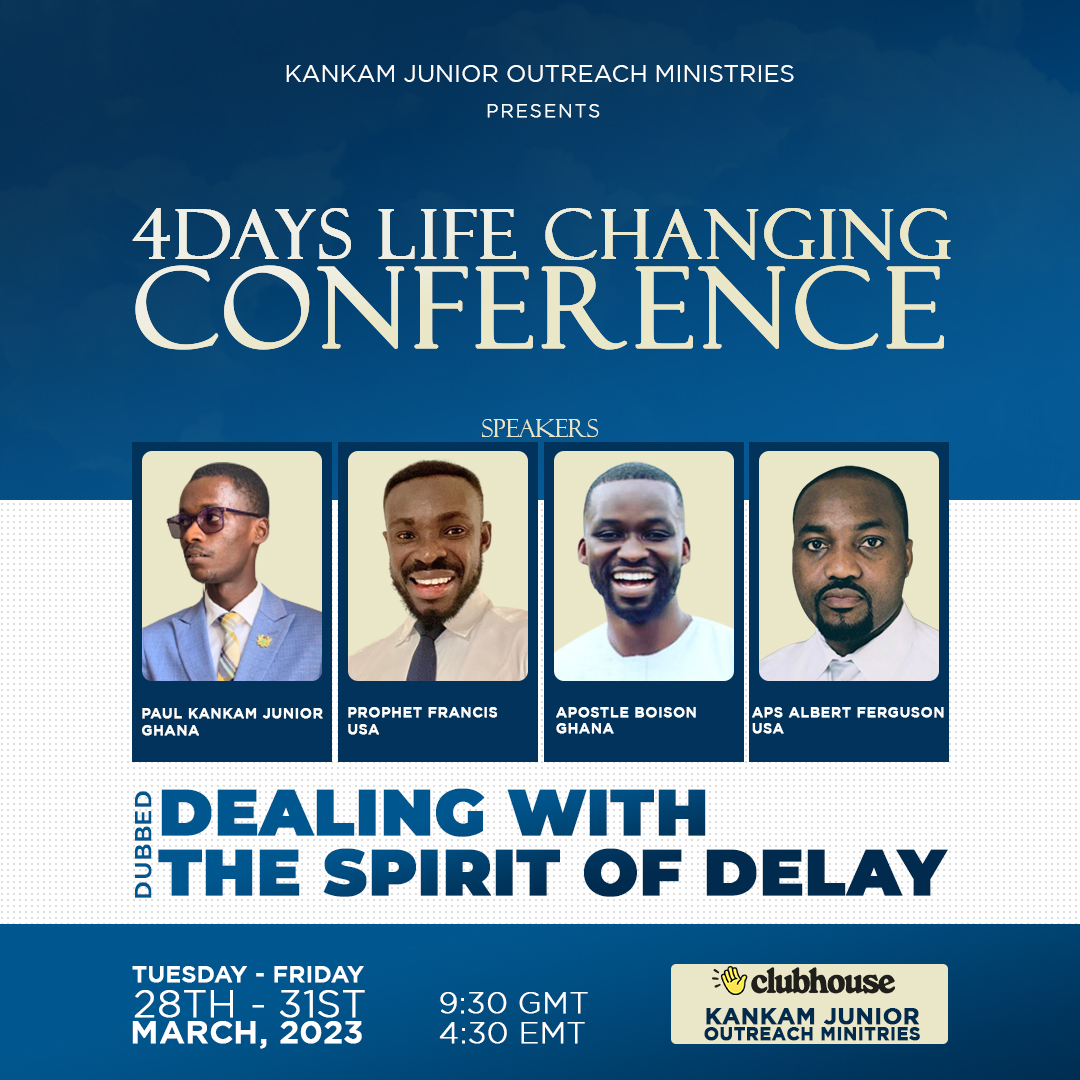 KANKAM JUNIOR OUTREACH MINISTRIES
PRESENTS
4DAYS LIFE CHANGING
CONFERENCE
SPEAKERS
PAUL KANKAM JUNIOR
GHANA
PROPHET FRANCIS
USA
APOSTLE BOISON
GHANA
APS ALBERT FERGUSON
USA
DUBBED
DEALING WITH
THE SPIRIT OF DELAY
TUESDAY - FRIDAY
28TH - 31ST
MARCH, 2023
9:30 GMT
4:30 EMT
clubhouse
KANKAM JUNIOR
OUTREACH MINITRIES